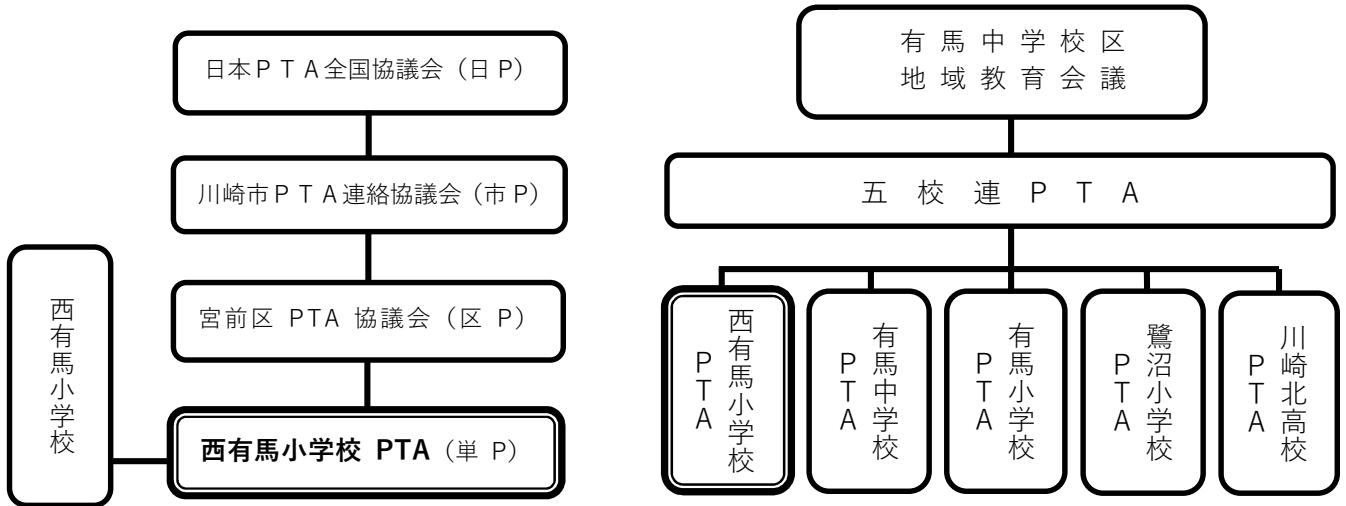 日本ＰＴＡ全国協議会（日P）
川崎市ＰＴＡ連絡協議会（市P）
宮前区 PTA 協議会（区 P）
西有馬小学校 PTA（単 P）
西有馬小学校
有馬中学校区
地域教育会議
五校連ＰＴＡ
西有馬小学校
ＰＴＡ
有馬中学校
ＰＴＡ
有馬小学校
ＰＴＡ
鷺沼小学校
ＰＴＡ
川崎北高校
ＰＴＡ